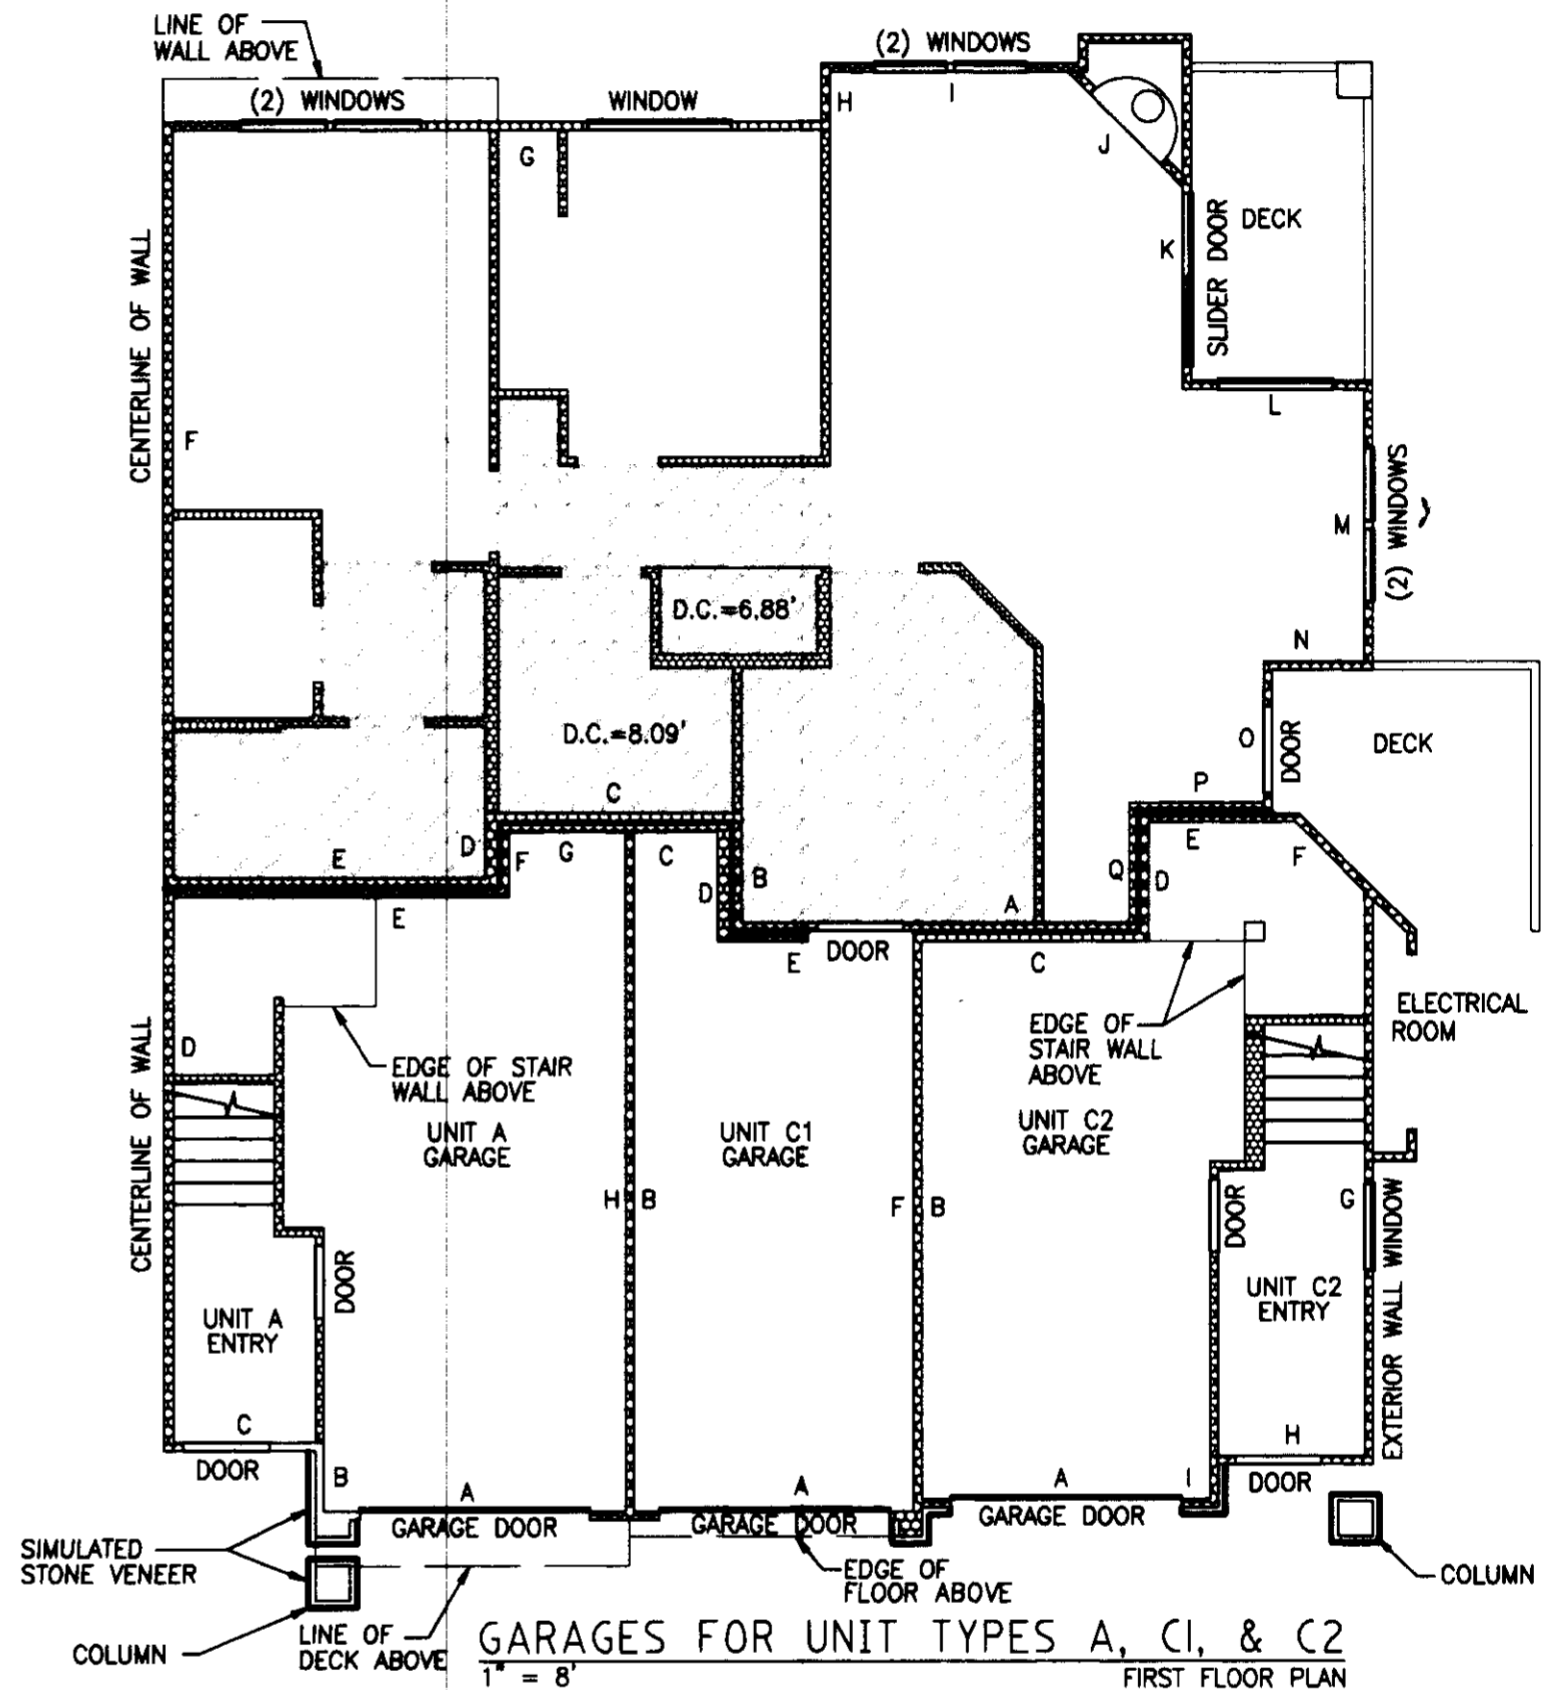 LINE OF
WALL ABOVE
(2) WINDOWS
WINDOW
(2) WINDOWS
H
I
J
G
CENTERLINE OF WALL
F
K
SLIDER DOOR
DECK
L
M
(2) WINDOWS
N
D.C.=6.88'
D.C.=8.09'
C
O
DOOR
DECK
P
E
D
F
G
C
D
B
A
Q
D
E
F
E
E
DOOR
C
ELECTRICAL
ROOM
EDGE OF
STAIR WALL
ABOVE
D
EDGE OF STAIR
WALL ABOVE
CENTERLINE OF WALL
UNIT A
GARAGE
UNIT C1
GARAGE
UNIT C2
GARAGE
H
B
F
B
DOOR
G
EXTERIOR WALL WINDOW
DOOR
UNIT A
ENTRY
UNIT C2
ENTRY
C
DOOR
H
DOOR
B
A
GARAGE DOOR
A
GARAGE DOOR
A
I
GARAGE DOOR
SIMULATED
STONE VENEER
EDGE OF
FLOOR ABOVE
COLUMN
COLUMN
LINE OF
DECK ABOVE
GARAGES FOR UNIT TYPES A, C1, & C2
1" = 8'
FIRST FLOOR PLAN